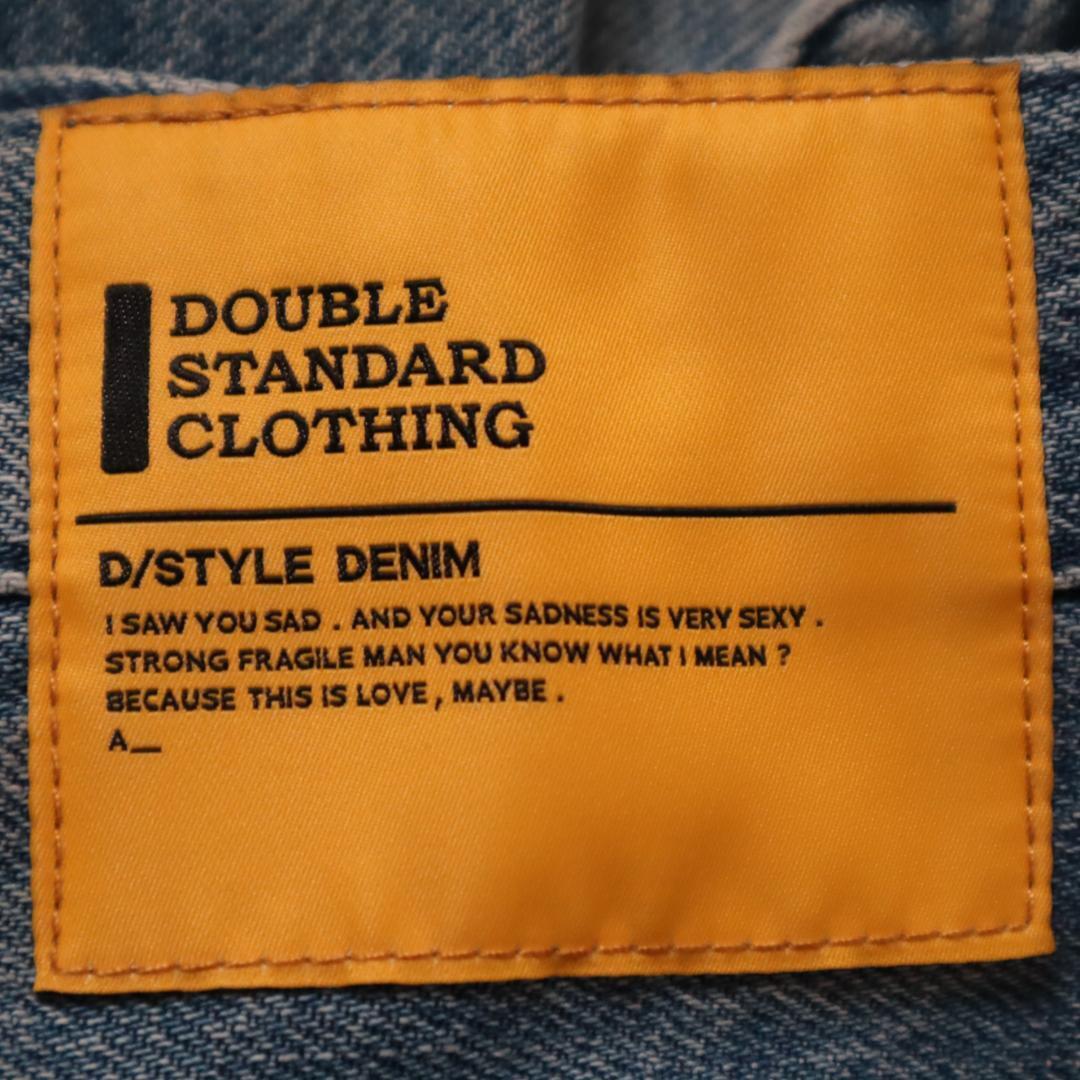 DOUBLE
STANDARD
CLOTHING
D/STYLE DENIM
I SAW YOU SAD . AND YOUR SADNESS IS VERY SEXY .
STRONG FRAGILE MAN YOU KNOW WHAT I MEAN ?
BECAUSE THIS IS LOVE , MAYBE .
A__